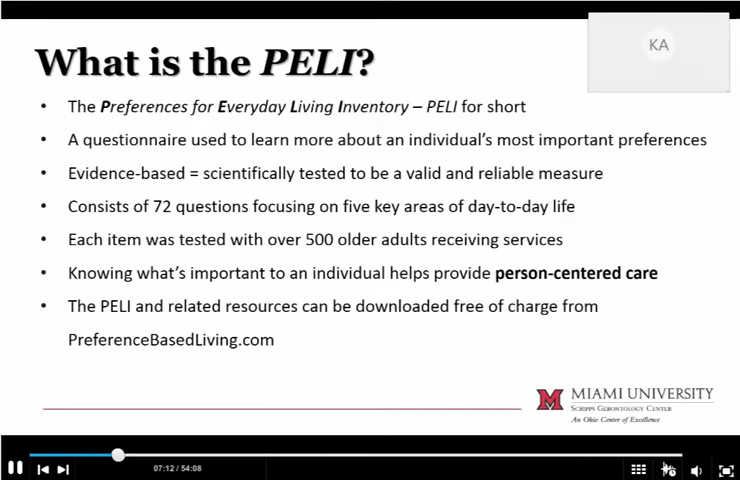 What is the PELI?
KA
• The Preferences for Everyday Living Inventory – PELI for short
• A questionnaire used to learn more about an individual's most important preferences
• Evidence-based = scientifically tested to be a valid and reliable measure
• Consists of 72 questions focusing on five key areas of day-to-day life
• Each item was tested with over 500 older adults receiving services
• Knowing what's important to an individual helps provide person-centered care
• The PELI and related resources can be downloaded free of charge from
PreferenceBasedLiving.com
M
MIAMI UNIVERSITY
SCRIPPS GERONTOLOGY CENTER
An Ohio Center of Excellence
07:12 / 54:08